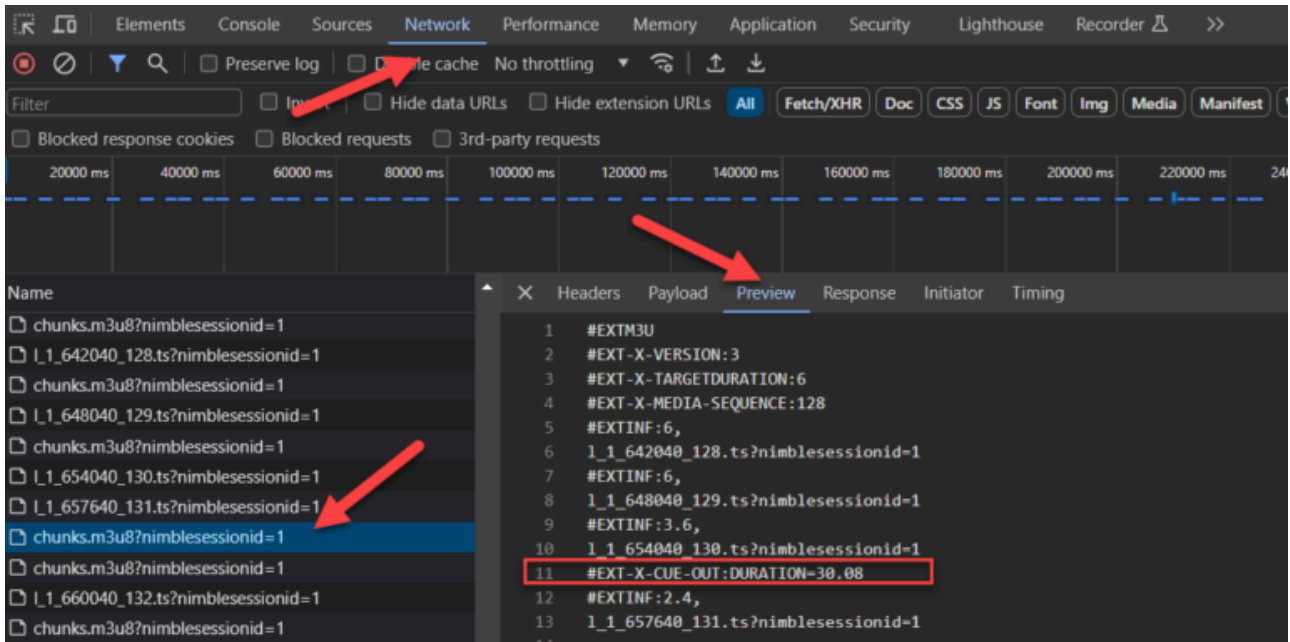 Elements Console Sources Network Performance Memory Application Security Lighthouse Recorder >>
Preserve log cache No throttling
Filter Hide data URLs Hide extension URLs All Fetch/XHR Doc CSS JS Font Img Media Manifest
Blocked response cookies Blocked requests 3rd-party requests
20000 ms 40000 ms 60000 ms 80000 ms 100000 ms 120000 ms 140000 ms 160000 ms 180000 ms 200000 ms 220000 ms
Name
chunks.m3u8?nimblesessionid=1
l_1_642040_128.ts?nimblesessionid=1
chunks.m3u8?nimblesessionid=1
l_1_648040_129.ts?nimblesessionid=1
chunks.m3u8?nimblesessionid=1
l_1_654040_130.ts?nimblesessionid=1
l_1_657640_131.ts?nimblesessionid=1
chunks.m3u8?nimblesessionid=1
chunks.m3u8?nimblesessionid=1
l_1_660040_132.ts?nimblesessionid=1
chunks.m3u8?nimblesessionid=1
Headers Payload Preview Response Initiator Timing
1 #EXTM3U
2 #EXT-X-VERSION:3
3 #EXT-X-TARGETDURATION:6
4 #EXT-X-MEDIA-SEQUENCE:128
5 #EXTINF:6,
6 l_1_642040_128.ts?nimblesessionid=1
7 #EXTINF:6,
8 l_1_648040_129.ts?nimblesessionid=1
9 #EXTINF:3.6,
10 l_1_654040_130.ts?nimblesessionid=1
11 #EXT-X-CUE-OUT:DURATION=30.08
12 #EXTINF:2.4,
13 l_1_657640_131.ts?nimblesessionid=1